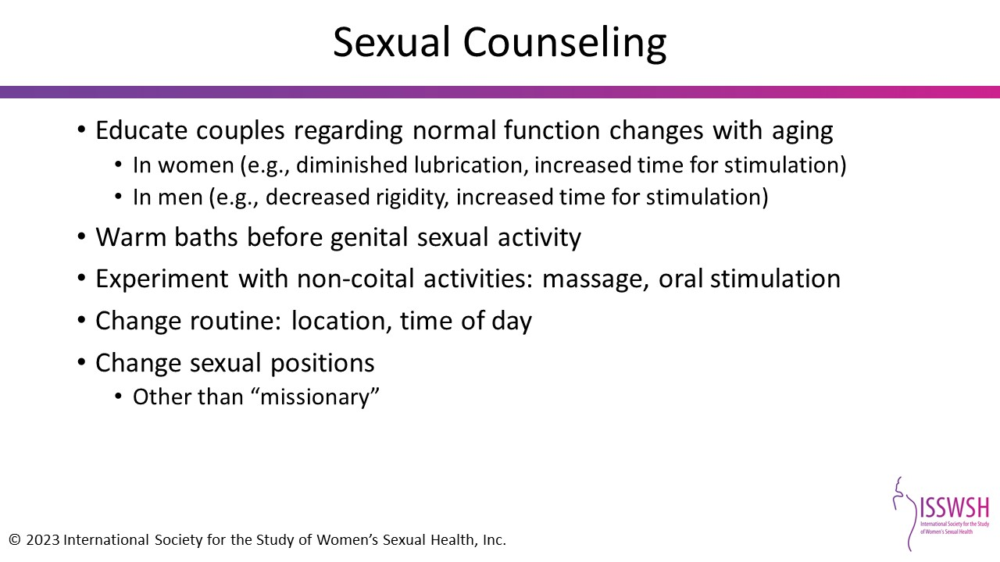 Sexual Counseling
• Educate couples regarding normal function changes with aging
• In women (e.g., diminished lubrication, increased time for stimulation)
• In men (e.g., decreased rigidity, increased time for stimulation)
• Warm baths before genital sexual activity
• Experiment with non-coital activities: massage, oral stimulation
• Change routine: location, time of day
• Change sexual positions
• Other than “missionary”
ISSWSH
International Society for the Study
of Women's Sexual Health
© 2023 International Society for the Study of Women’s Sexual Health, Inc.